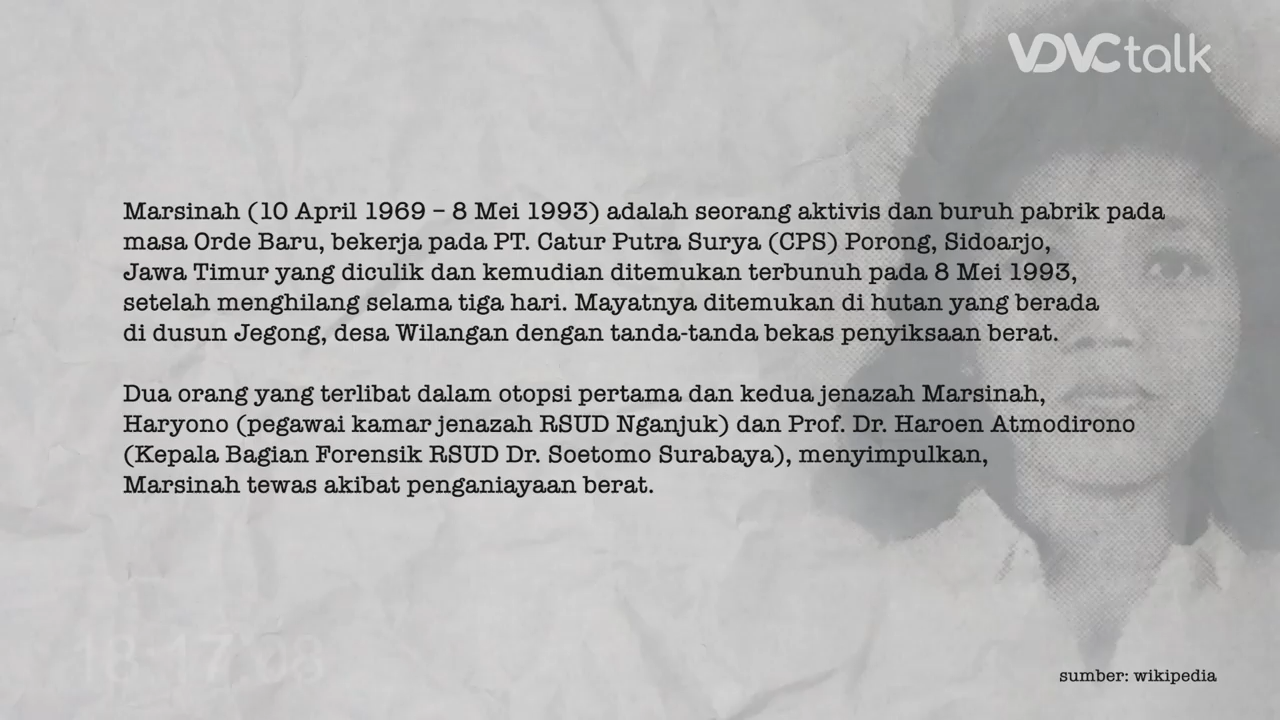 VDVCtalk
Marsinah (10 April 1969 – 8 Mei 1993) adalah seorang aktivis dan buruh pabrik pada
masa Orde Baru, bekerja pada PT. Catur Putra Surya (CPS) Porong, Sidoarjo,
Jawa Timur yang diculik dan kemudian ditemukan terbunuh pada 8 Mei 1993,
setelah menghilang selama tiga hari. Mayatnya ditemukan di hutan yang berada
di dusun Jegong, desa Wilangan dengan tanda-tanda bekas penyiksaan berat.
Dua orang yang terlibat dalam otopsi pertama dan kedua jenazah Marsinah,
Haryono (pegawai kamar jenazah RSUD Nganjuk) dan Prof. Dr. Haroen Atmodirono
(Kepala Bagian Forensik RSUD Dr. Soetomo Surabaya), menyimpulkan,
Marsinah tewas akibat penganiayaan berat.
sumber: wikipedia